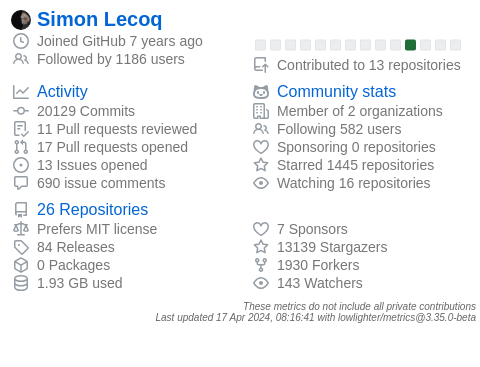 Simon Lecoq
Joined GitHub 7 years ago
Followed by 1186 users
Contributed to 13 repositories
Activity
20129 Commits
11 Pull requests reviewed
17 Pull requests opened
13 Issues opened
690 issue comments
Community stats
Member of 2 organizations
Following 582 users
Sponsoring 0 repositories
Starred 1445 repositories
Watching 16 repositories
26 Repositories
Prefers MIT license
84 Releases
0 Packages
1.93 GB used
7 Sponsors
13139 Stargazers
1930 Forkers
143 Watchers
These metrics do not include all private contributions
Last updated 17 Apr 2024, 08:16:41 with lowlighter/metrics@3.35.0-beta